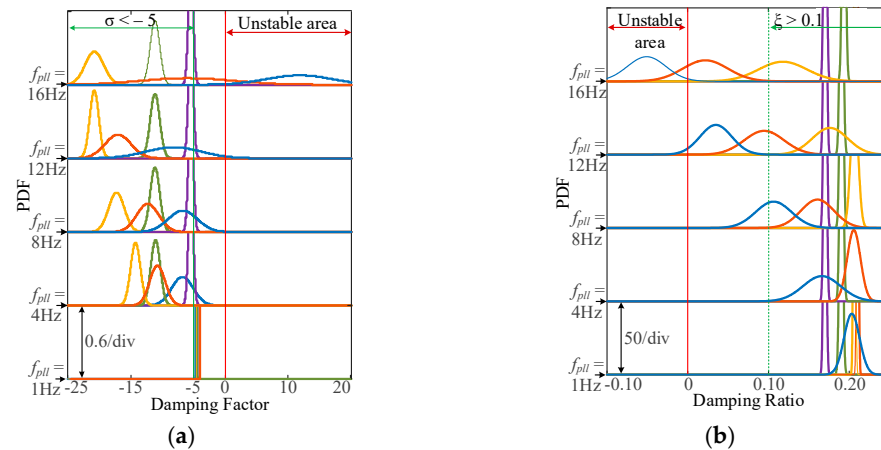 σ < − 5
Unstable area
f_pll =
16Hz
f_pll =
12Hz
PDF
f_pll =
8Hz
f_pll =
4Hz
0.6/div
f_pll =
1Hz
-25
-15
-5
0
20
Damping Factor
(a)
Unstable
area
ξ > 0.1
f_pll =
16Hz
f_pll =
12Hz
PDF
f_pll =
8Hz
f_pll =
4Hz
50/div
f_pll =
1Hz
-0.10
0
0.10
0.20
Damping Ratio
(b)